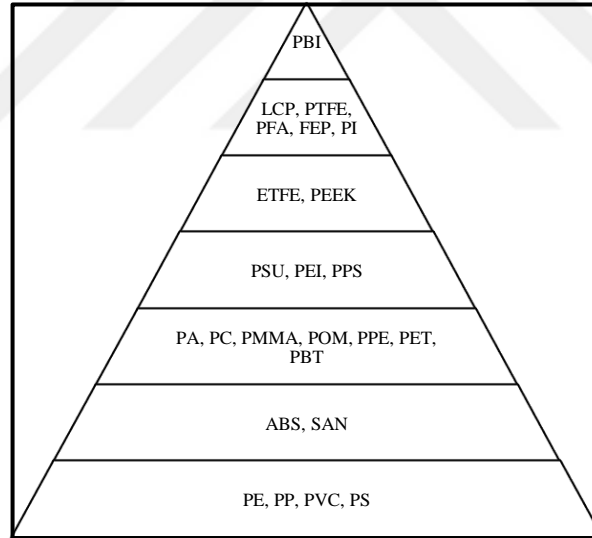 PBI
LCP, PTFE,
PFA, FEP, PI
ETFE, PEEK
PSU, PEI, PPS
PA, PC, PMMA, POM, PPE, PET,
PBT
ABS, SAN
PE, PP, PVC, PS